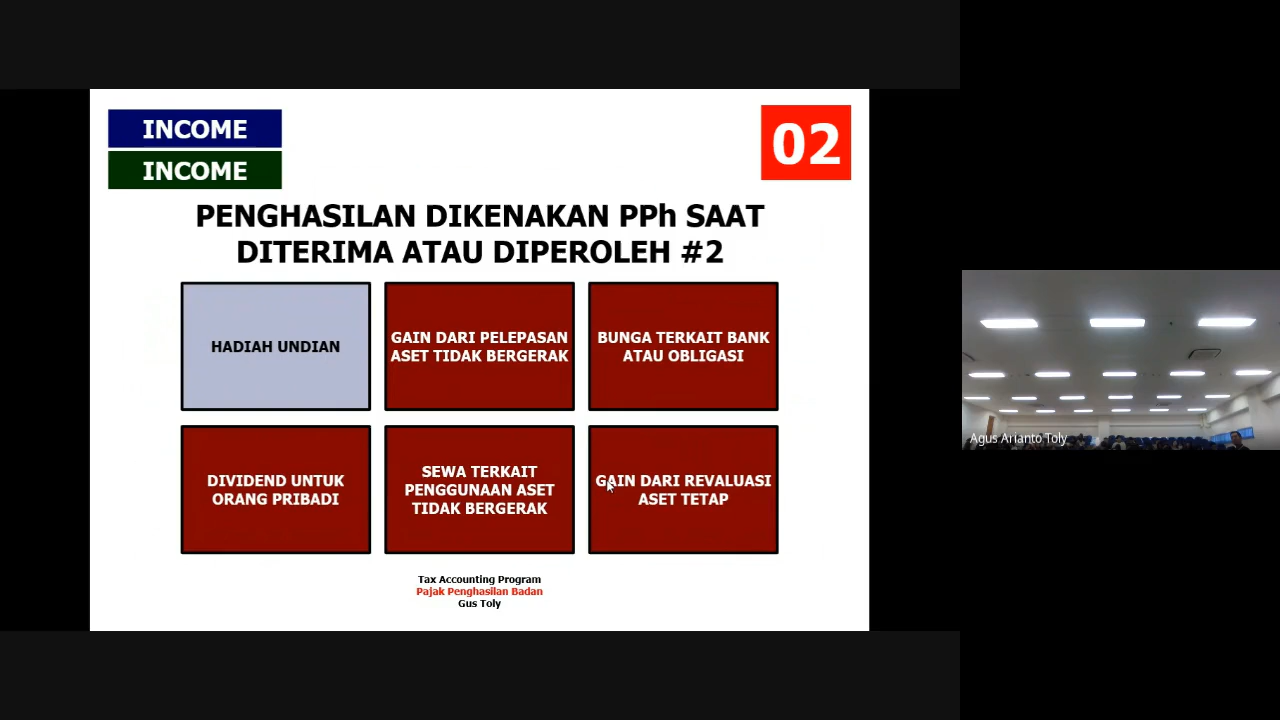 INCOME
INCOME
02
PENGHASILAN DIKENAKAN PPh SAAT
DITERIMA ATAU DIPEROLEH #2
HADIAH UNDIAN
GAIN DARI PELEPASAN
ASET TIDAK BERGERAK
BUNGA TERKAIT BANK
ATAU OBLIGASI
DIVIDEND UNTUK
ORANG PRIBADI
SEWA TERKAIT
PENGGUNAAN ASET
TIDAK BERGERAK
GAIN DARI REVALUASI
ASET TETAP
Tax Accounting Program
Pajak Penghasilan Badan
Gus Toly
Agus Arianto Toly